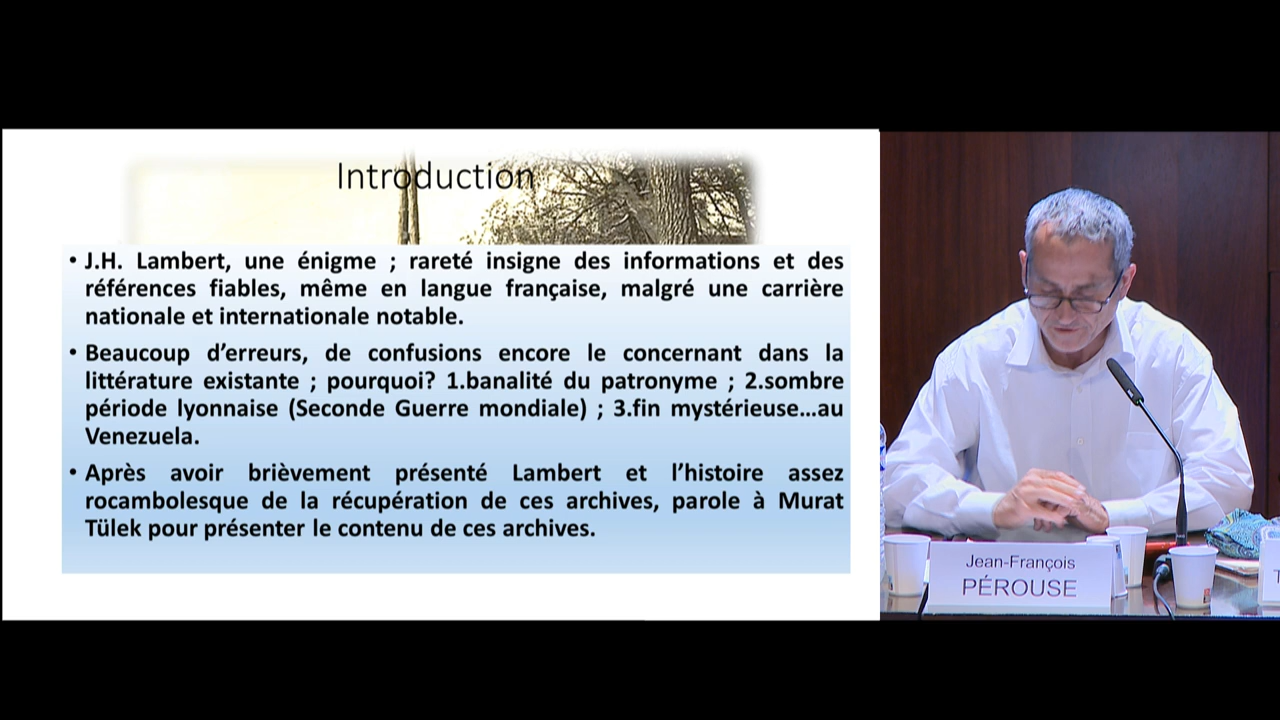 Introduction
• J.H. Lambert, une énigme ; rareté insigne des informations et des
références fiables, même en langue française, malgré une carrière
nationale et internationale notable.
• Beaucoup d’erreurs, de confusions encore le concernant dans la
littérature existante ; pourquoi? 1.banalité du patronyme ; 2.sombre
période lyonnaise (Seconde Guerre mondiale) ; 3.fin mystérieuse…au
Venezuela.
• Après avoir brièvement présenté Lambert et l’histoire assez
rocambolesque de la récupération de ces archives, parole à Murat
Tülek pour présenter le contenu de ces archives.
Jean-François
PÉROUSE